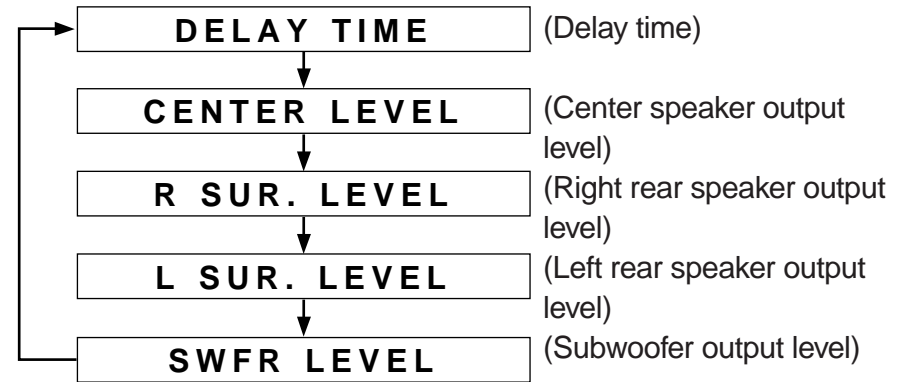 DELAY TIME (Delay time)
CENTER LEVEL (Center speaker output
level)
R SUR. LEVEL (Right rear speaker output
level)
L SUR. LEVEL (Left rear speaker output
level)
SWFR LEVEL (Subwoofer output level)